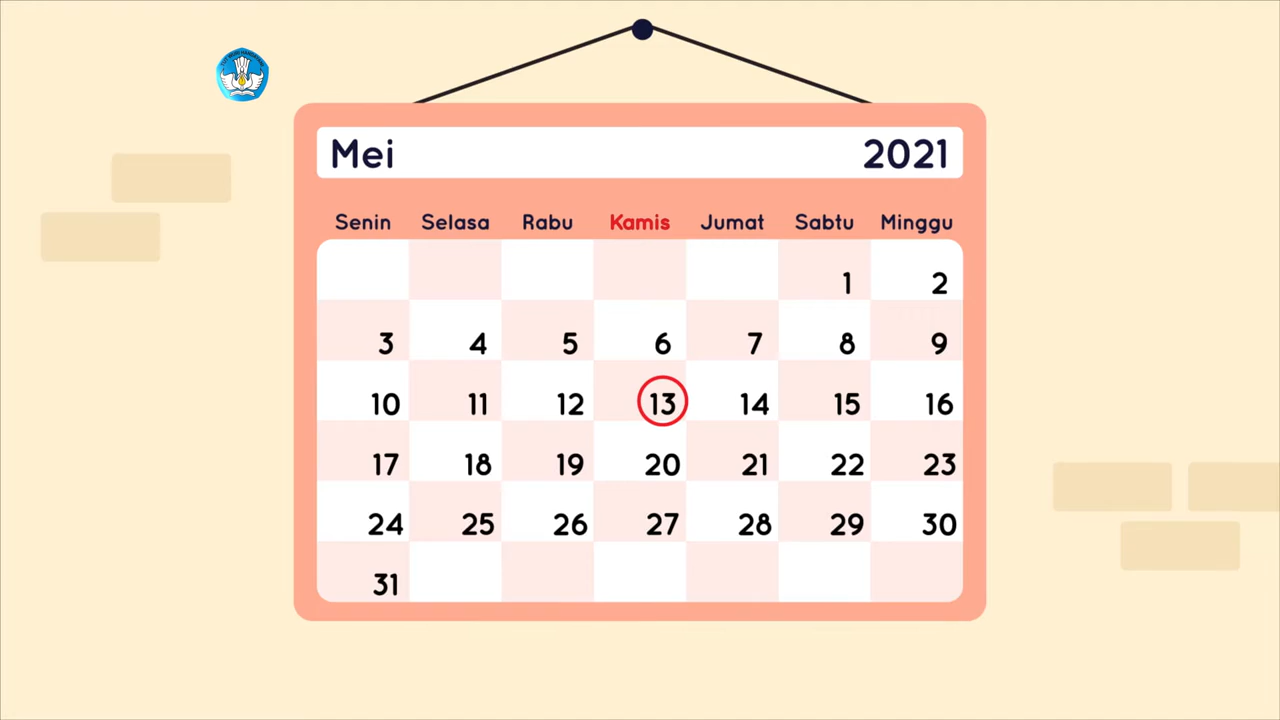 Mei 2021
Senin Selasa Rabu Kamis Jumat Sabtu Minggu
1 2
3 4 5 6 7 8 9
10 11 12 13 14 15 16
17 18 19 20 21 22 23
24 25 26 27 28 29 30
31